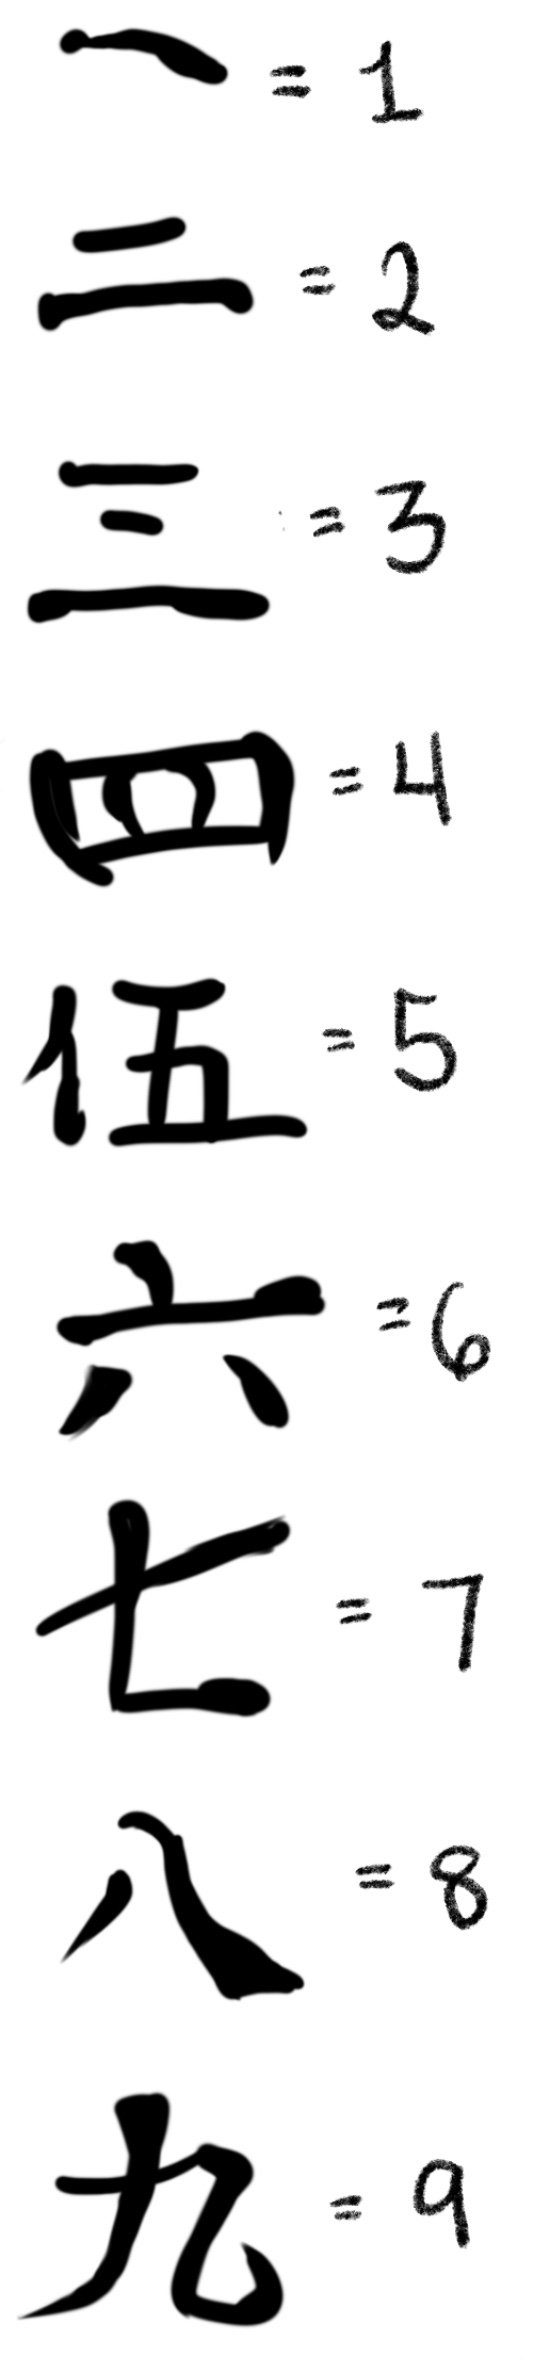 一 = 1
二 = 2
三 = 3
四 = 4
伍 = 5
六 = 6
七 = 7
八 = 8
九 = 9